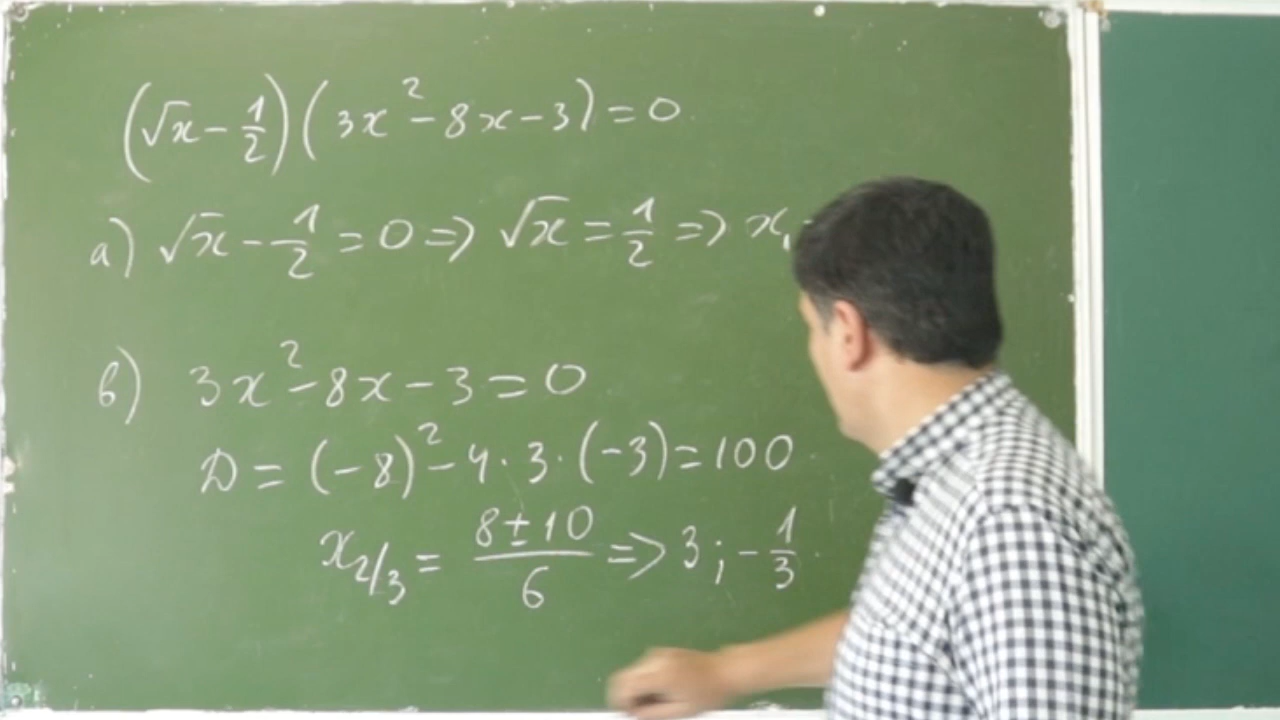 (√x - 1/2)(3x² - 8x - 3) = 0
a) √x - 1/2 = 0 => √x = 1/2 => x₁
b) 3x² - 8x - 3 = 0
D = (-8)² - 4 · 3 · (-3) = 100
x₂/₃ = (8 ± 10)/6 => 3; -1/3